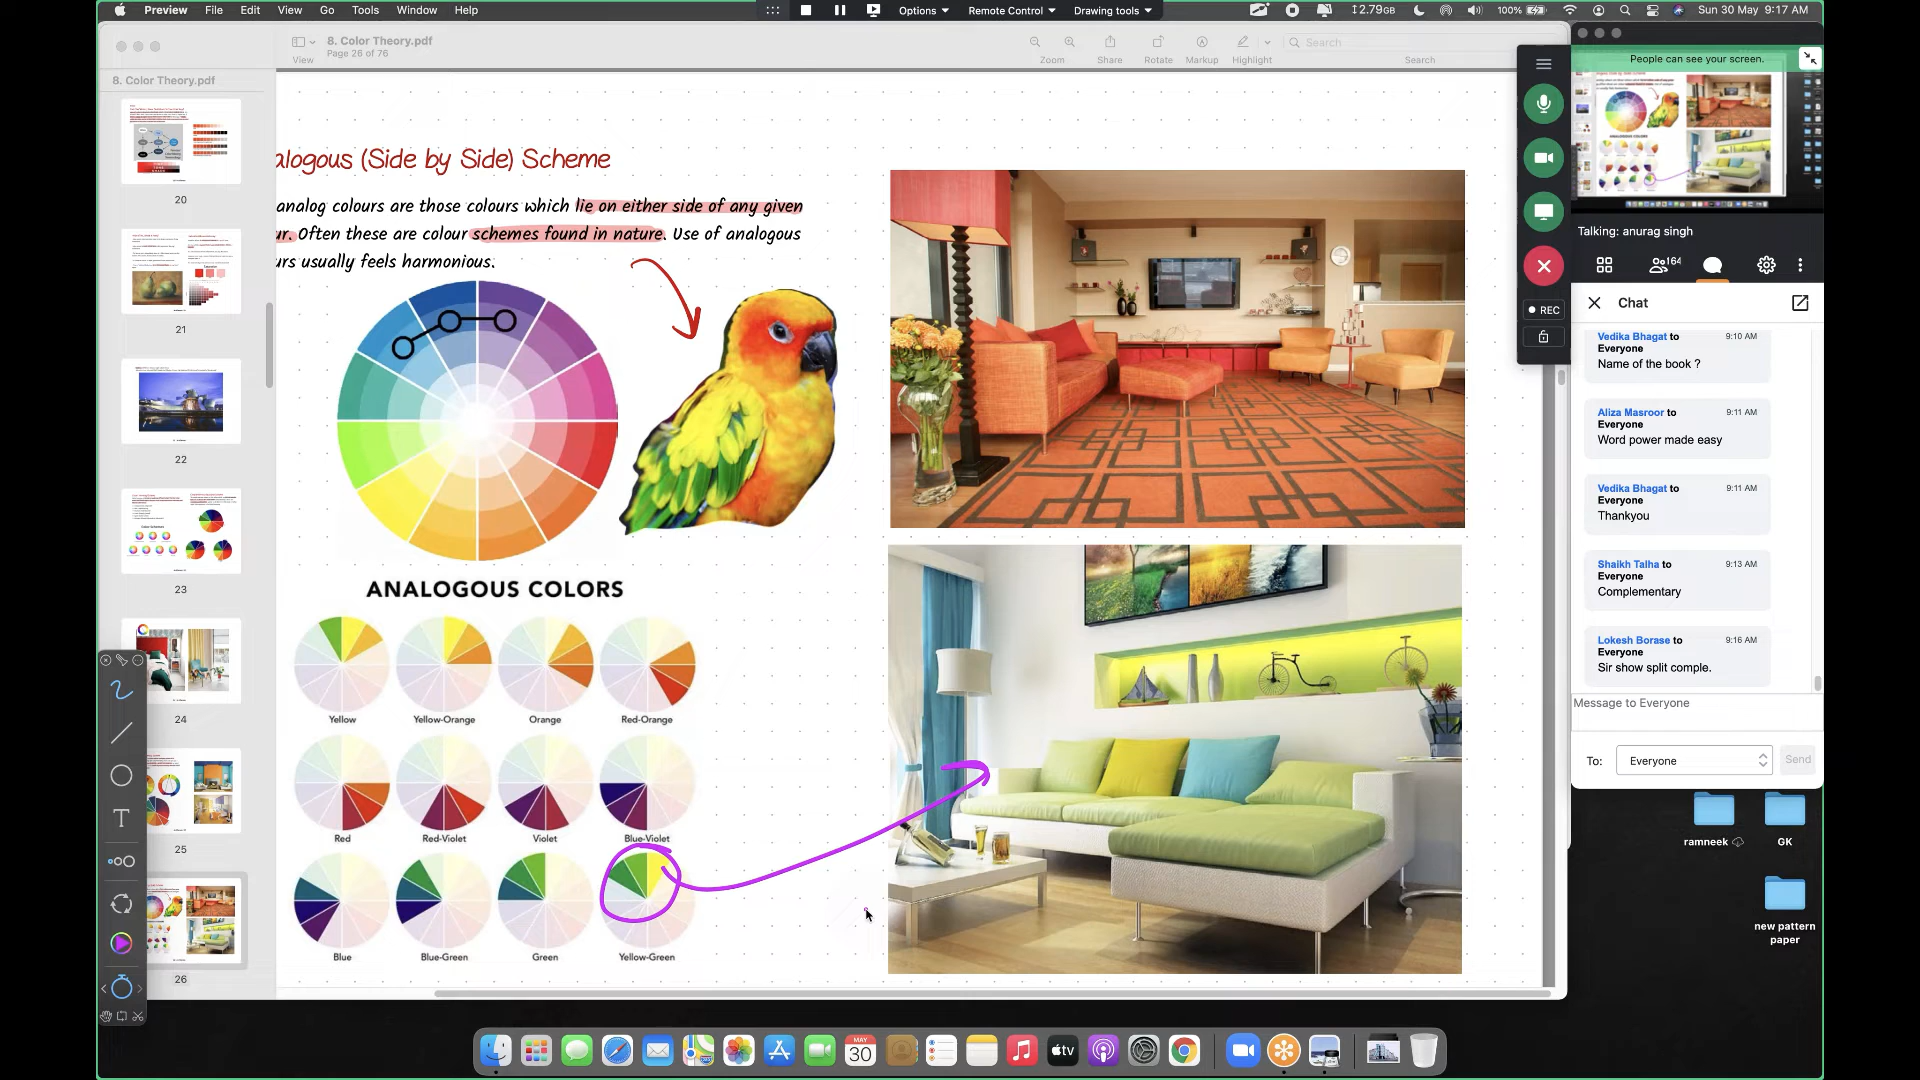 Preview File Edit View Go Tools Window Help
Options Remote Control Drawing tools
2.79GB 100% Sun 30 May 9:17 AM
8. Color Theory.pdf
Page 26 of 76
View Zoom Share Rotate Markup Highlight Search
Search
8. Color Theory.pdf
20
21
22
23
24
25
26
alogous (Side by Side) Scheme
analog colours are those colours which lie on either side of any given
ur. Often these are colour schemes found in nature. Use of analogous
urs usually feels harmonious.
ANALOGOUS COLORS
Yellow Yellow-Orange Orange Red-Orange
Red Red-Violet Violet Blue-Violet
Blue Blue-Green Green Yellow-Green
People can see your screen.
Talking: anurag singh
164
REC
Chat
Vedika Bhagat to Everyone 9:10 AM
Name of the book ?
Aliza Masroor to Everyone 9:11 AM
Word power made easy
Vedika Bhagat to Everyone 9:11 AM
Thankyou
Shaikh Talha to Everyone 9:13 AM
Complementary
Lokesh Borase to Everyone 9:16 AM
Sir show split comple.
Message to Everyone
To: Everyone Send
ramneek GK
new pattern
paper
T
MAY
30
tv